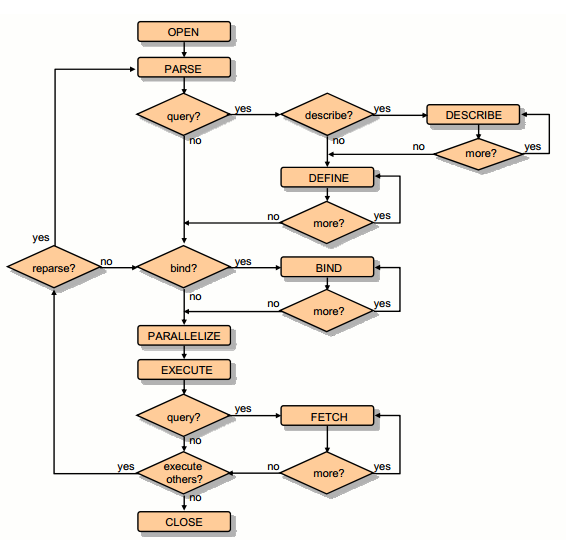 OPEN
PARSE
query?
yes
describe?
yes
DESCRIBE
no
no
no
more?
yes
DEFINE
no
more?
yes
yes
reparse?
no
bind?
yes
BIND
no
no
more?
yes
PARALLELIZE
EXECUTE
query?
yes
FETCH
no
yes
execute
others?
no
more?
yes
no
CLOSE